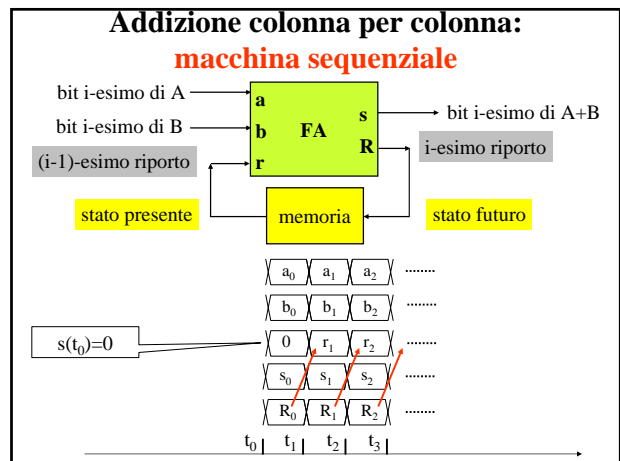 Addizione colonna per colonna:
macchina sequenziale
bit i-esimo di A
a
s
bit i-esimo di A+B
bit i-esimo di B
b
FA
R
(i-1)-esimo riporto
r
i-esimo riporto
stato presente
memoria
stato futuro
a₀ a₁ a₂ ........
b₀ b₁ b₂ ........
s(t₀)=0
0 r₁ r₂ ........
s₀ s₁ s₂ ........
R₀ R₁ R₂ ........
t₀ t₁ t₂ t₃